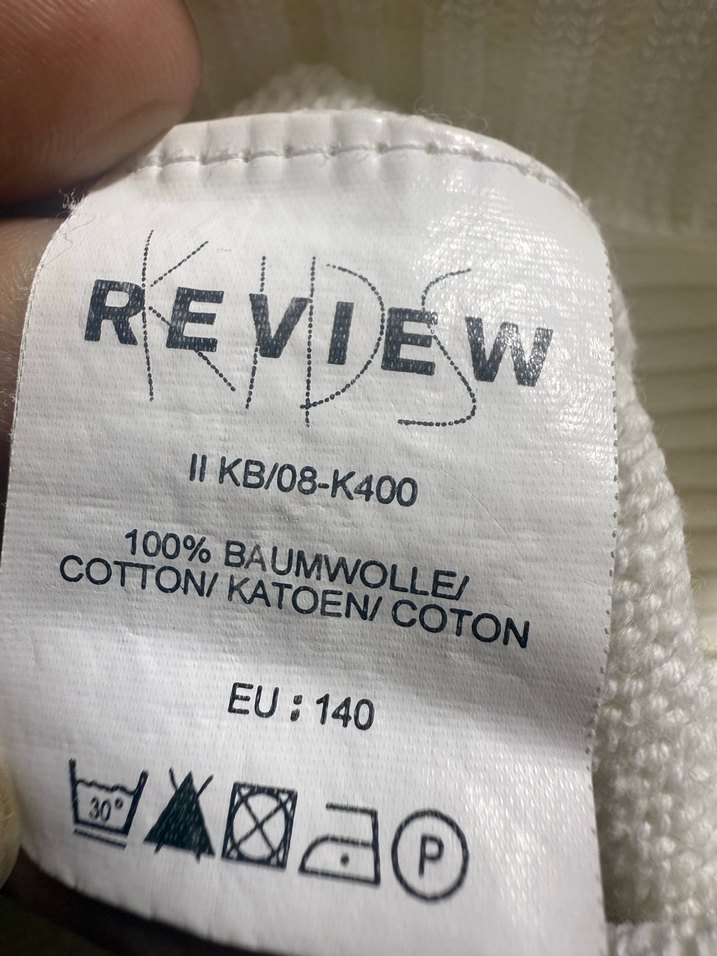 REVIEW
KIDS
II KB/08-K400
100% BAUMWOLLE/
COTTON/ KATOEN/ COTON
EU : 140
30°
P